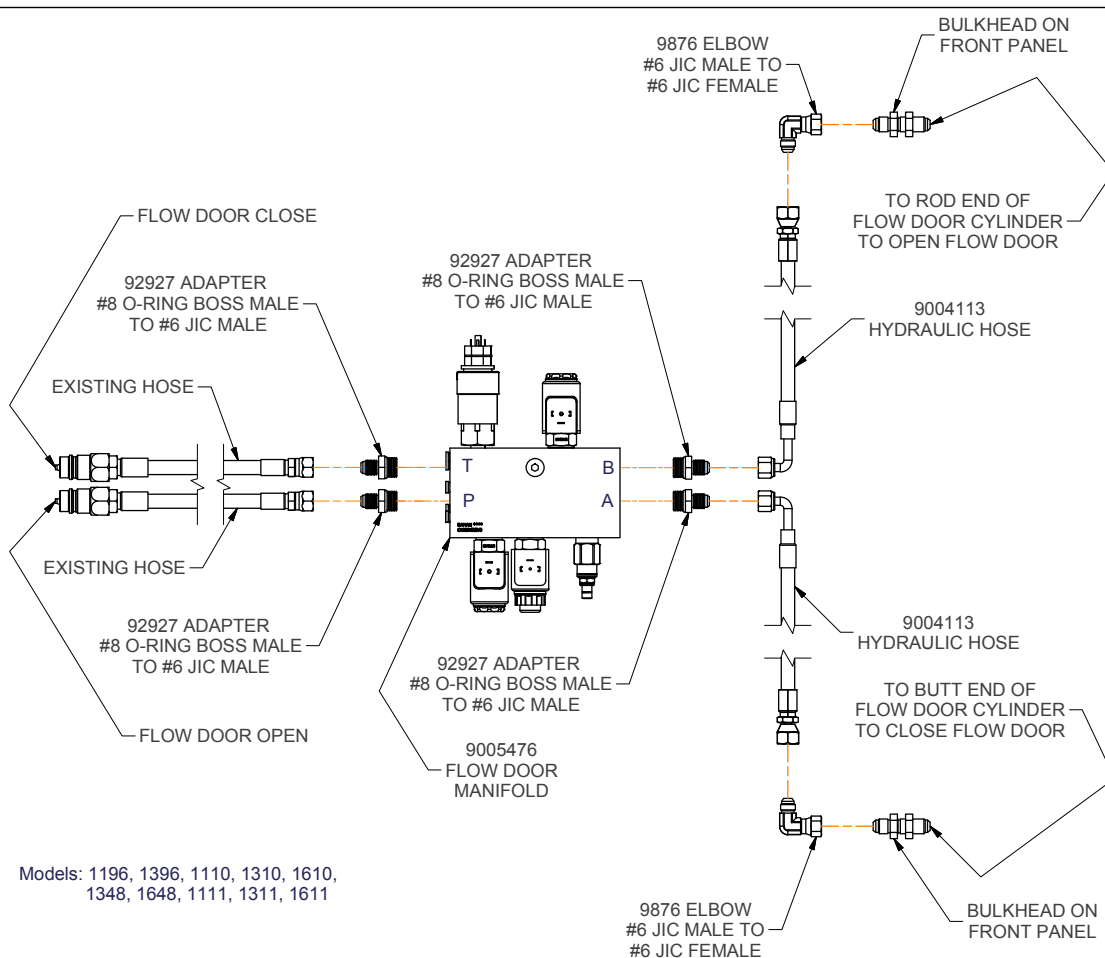 BULKHEAD ON
FRONT PANEL
9876 ELBOW
#6 JIC MALE TO
#6 JIC FEMALE
TO ROD END OF
FLOW DOOR CYLINDER
TO OPEN FLOW DOOR
FLOW DOOR CLOSE
92927 ADAPTER
#8 O-RING BOSS MALE
TO #6 JIC MALE
92927 ADAPTER
#8 O-RING BOSS MALE
TO #6 JIC MALE
9004113
HYDRAULIC HOSE
EXISTING HOSE
T
B
P
A
EXISTING HOSE
92927 ADAPTER
#8 O-RING BOSS MALE
TO #6 JIC MALE
92927 ADAPTER
#8 O-RING BOSS MALE
TO #6 JIC MALE
9004113
HYDRAULIC HOSE
TO BUTT END OF
FLOW DOOR CYLINDER
TO CLOSE FLOW DOOR
FLOW DOOR OPEN
9005476
FLOW DOOR
MANIFOLD
Models: 1196, 1396, 1110, 1310, 1610,
1348, 1648, 1111, 1311, 1611
9876 ELBOW
#6 JIC MALE TO
#6 JIC FEMALE
BULKHEAD ON
FRONT PANEL